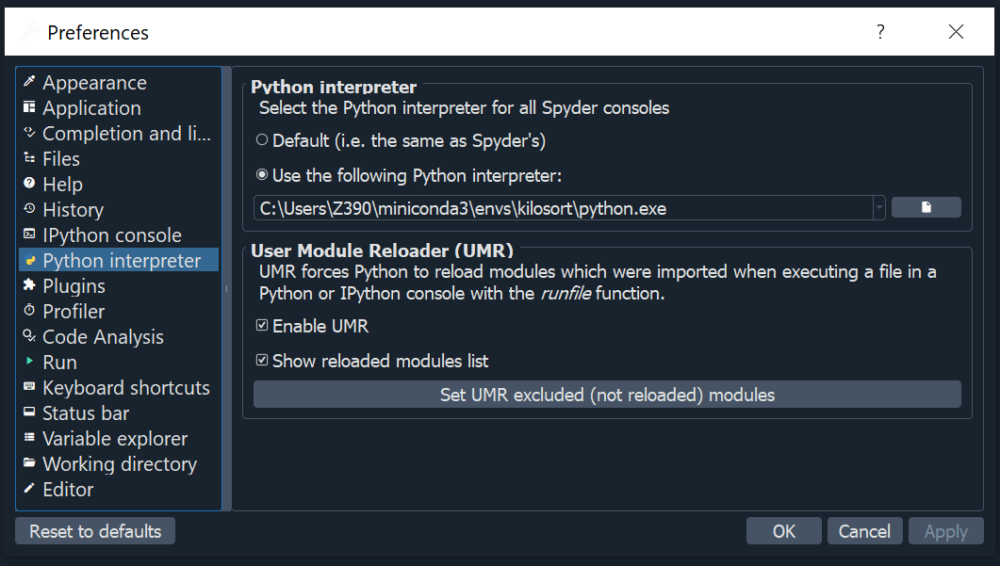 Preferences
?
Appearance
Application
Completion and li...
Files
Help
History
IPython console
Python interpreter
Plugins
Profiler
Code Analysis
Run
Keyboard shortcuts
Status bar
Variable explorer
Working directory
Editor
Python interpreter
Select the Python interpreter for all Spyder consoles
Default (i.e. the same as Spyder's)
Use the following Python interpreter:
C:\Users\Z390\miniconda3\envs\kilosort\python.exe
User Module Reloader (UMR)
UMR forces Python to reload modules which were imported when executing a file in a
Python or IPython console with the runfile function.
Enable UMR
Show reloaded modules list
Set UMR excluded (not reloaded) modules
Reset to defaults
OK
Cancel
Apply